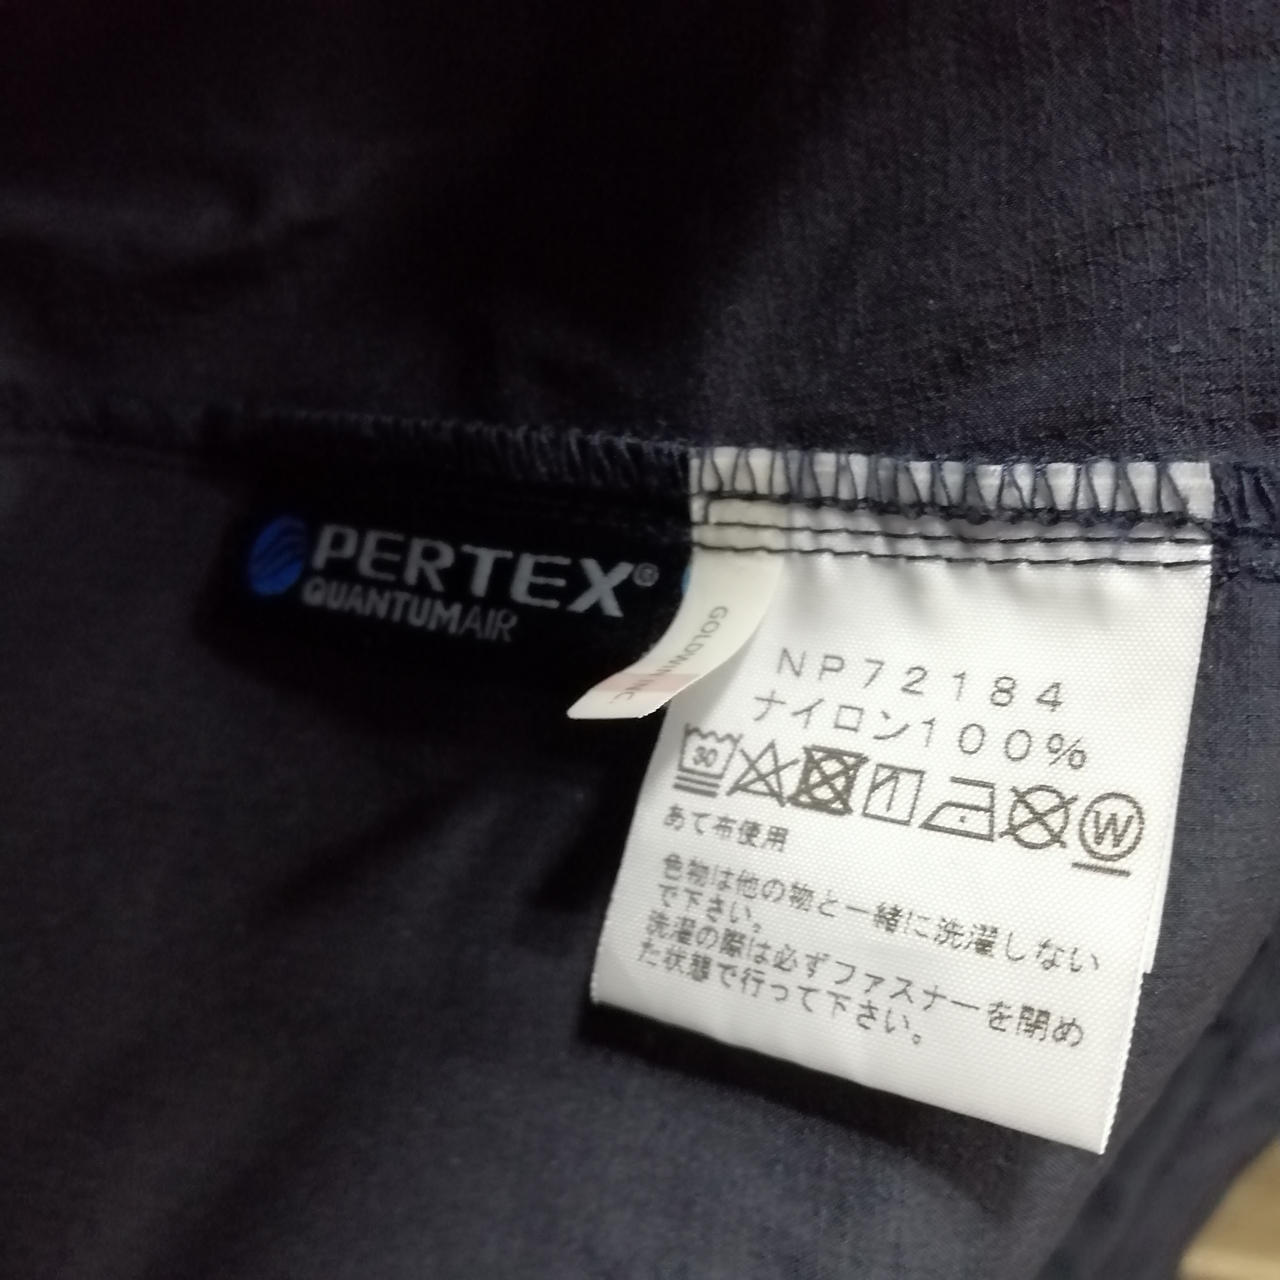 PERTEX®
QUANTUMAIR
GOLDWIN INC.
NP72184
ナイロン100%
30
W
あて布使用
色物は他の物と一緒に洗濯しない
で下さい。
洗濯の際は必ずファスナーを閉め
た状態で行って下さい。